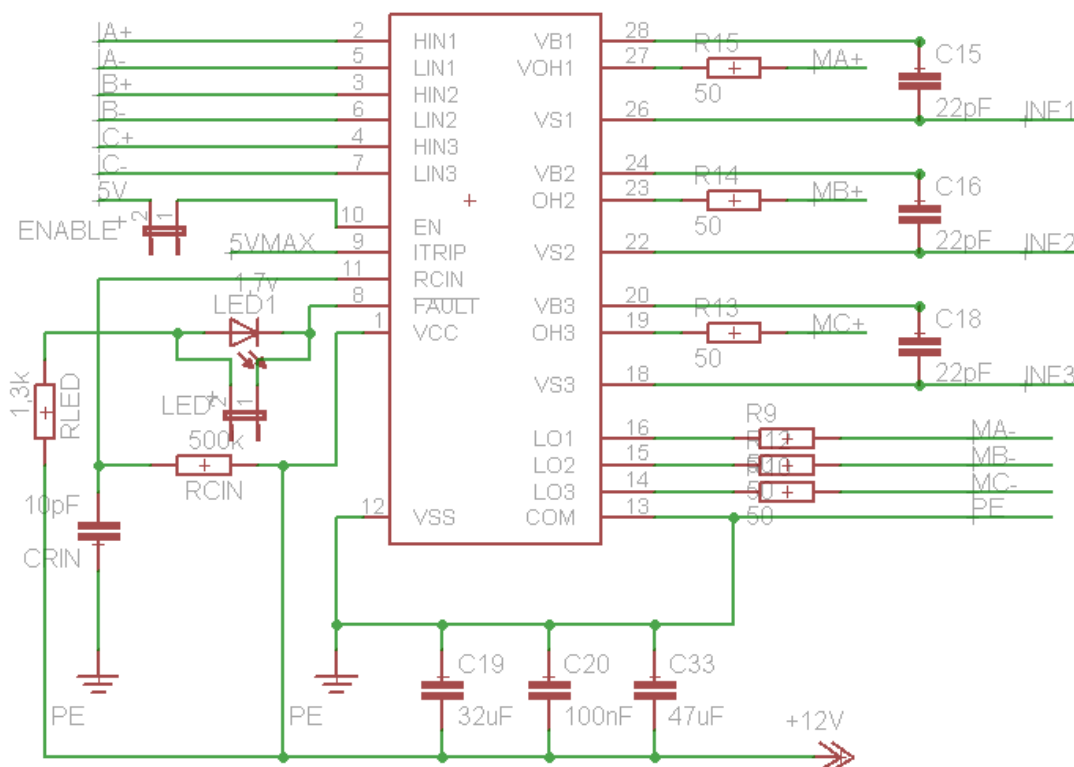 A+ 2 HIN1 VB1 28
A- 5 LIN1 VOH1 27 R15 50 MA+ C15
B+ 3 HIN2
B- 6 LIN2 VS1 26 22pF INF1
C+ 4 HIN3
C- 7 LIN3 VB2 24
5V OH2 23 R14 50 MB+ C16
ENABLE 2 1 10 EN
5VMAX 9 ITRIP VS2 22 22pF INF2
11 RCIN
1,7v
LED1 8 FAULT VB3 20
1 VCC OH3 19 R13 50 MC+ C18
VS3 18 22pF INF3
1,3k RLED
LED 2 1
R9
LO1 16 MA-
500k
R12
LO2 15 MB-
RCIN
R10
50
LO3 14 MC-
10pF
12 VSS COM 13 50 PE
CRIN
C19 C20 C33
32uF 100nF 47uF
PE PE +12V